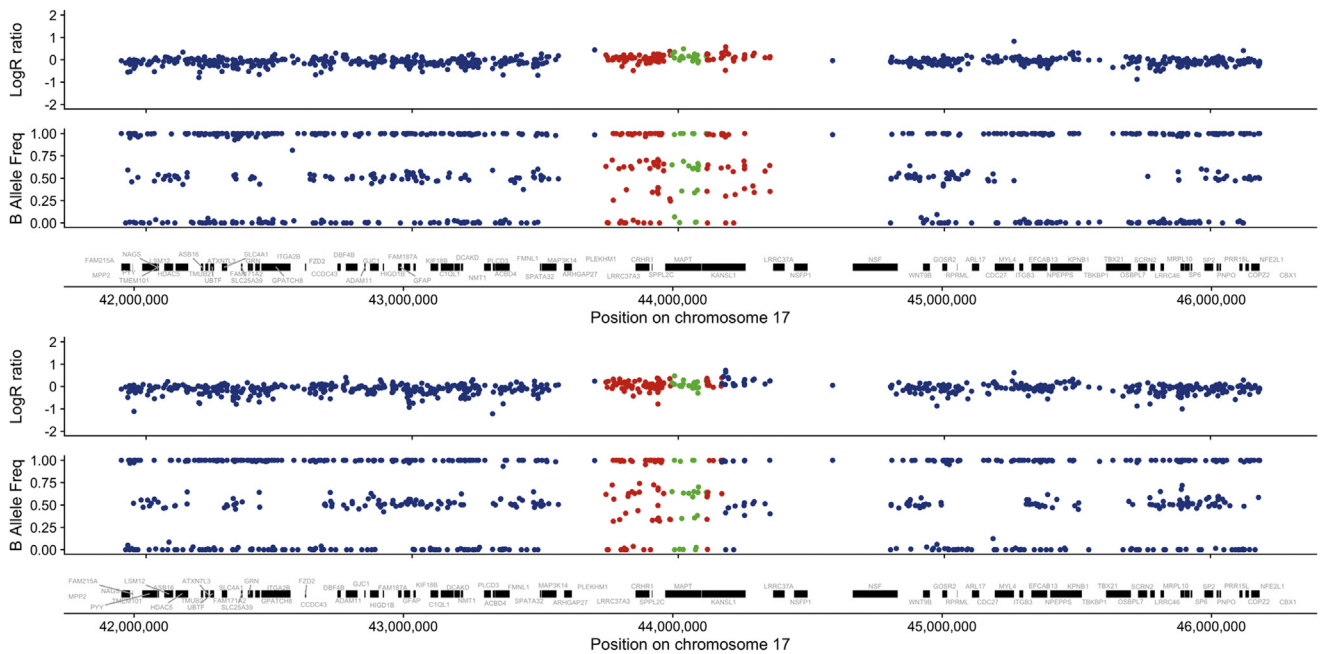 2
1
0
-1
-2
LogR ratio
1.00
0.75
0.50
0.25
0.00
B Allele Freq
FAM215A NAGS LSM12 ASB16 ATXN7L3 SLC4A1 ITGA2B FZD2 DBF4B GJC1 FAM187A KIF18B DCAKD PLCD3 FMNL1 MAP3K14 PLEKHM1 CRHR1 MAPT LRRC37A NSF GOSR2 ARL17 MYL4 EFCAB13 KPNB1 TBX21 SCRN2 MRPL10 SP2 PRR15L NFE2L1
MPP2 PYY TMEM101 HDAC5 TMUB2 UBTF FAM171A2 SLC25A39 GRN GPATCH8 CCDC43 ADAM11 HIGD1B GFAP C1QL1 NMT1 ACBD4 SPATA32 ARHGAP27 LRRC37A3 SPPL2C KANSL1 NSFP1 WNT9B RPRML CDC27 ITGB3 NPEPPS TBKBP1 OSBPL7 LRRC46 SP6 PNPO COPZ2 CBX1
42,000,000 43,000,000 44,000,000 45,000,000 46,000,000
Position on chromosome 17
2
1
0
-1
-2
LogR ratio
1.00
0.75
0.50
0.25
0.00
B Allele Freq
FAM215A LSM12 ATXN7L3 GRN ITGA2B FZD2 DBF4B GJC1 FAM187A KIF18B DCAKD PLCD3 FMNL1 MAP3K14 PLEKHM1 CRHR1 MAPT LRRC37A NSF GOSR2 ARL17 MYL4 EFCAB13 KPNB1 TBX21 SCRN2 MRPL10 SP2 PRR15L NFE2L1
MPP2 NAGS PYY TMEM101 ASB16 HDAC5 TMUB2 UBTF SLC4A1 FAM171A2 SLC25A39 GPATCH8 CCDC43 ADAM11 HIGD1B GFAP C1QL1 NMT1 ACBD4 SPATA32 ARHGAP27 LRRC37A3 SPPL2C KANSL1 NSFP1 WNT9B RPRML CDC27 ITGB3 NPEPPS TBKBP1 OSBPL7 LRRC46 SP6 PNPO COPZ2 CBX1
42,000,000 43,000,000 44,000,000 45,000,000 46,000,000
Position on chromosome 17